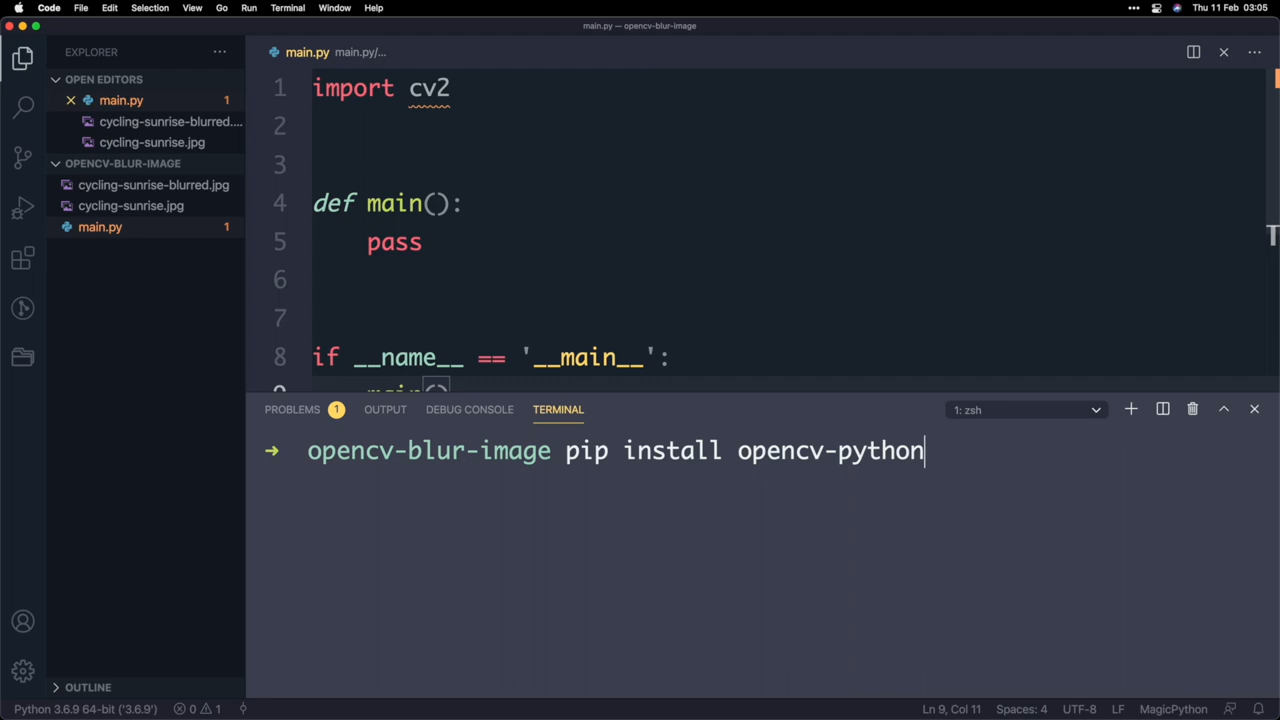 Code File Edit Selection View Go Run Terminal Window Help ••• Thu 11 Feb 03:05
main.py — opencv-blur-image
EXPLORER ···
main.py main.py/...
OPEN EDITORS
main.py 1
cycling-sunrise-blurred....
cycling-sunrise.jpg
OPENCV-BLUR-IMAGE
cycling-sunrise-blurred.jpg
cycling-sunrise.jpg
main.py 1
1 import cv2
2
3
4 def main():
5 pass
6
7
8 if __name__ == '__main__':
9 main()
PROBLEMS 1 OUTPUT DEBUG CONSOLE TERMINAL 1: zsh
➜ opencv-blur-image pip install opencv-python
OUTLINE
Python 3.6.9 64-bit ('3.6.9') 0 1 Ln 9, Col 11 Spaces: 4 UTF-8 LF MagicPython